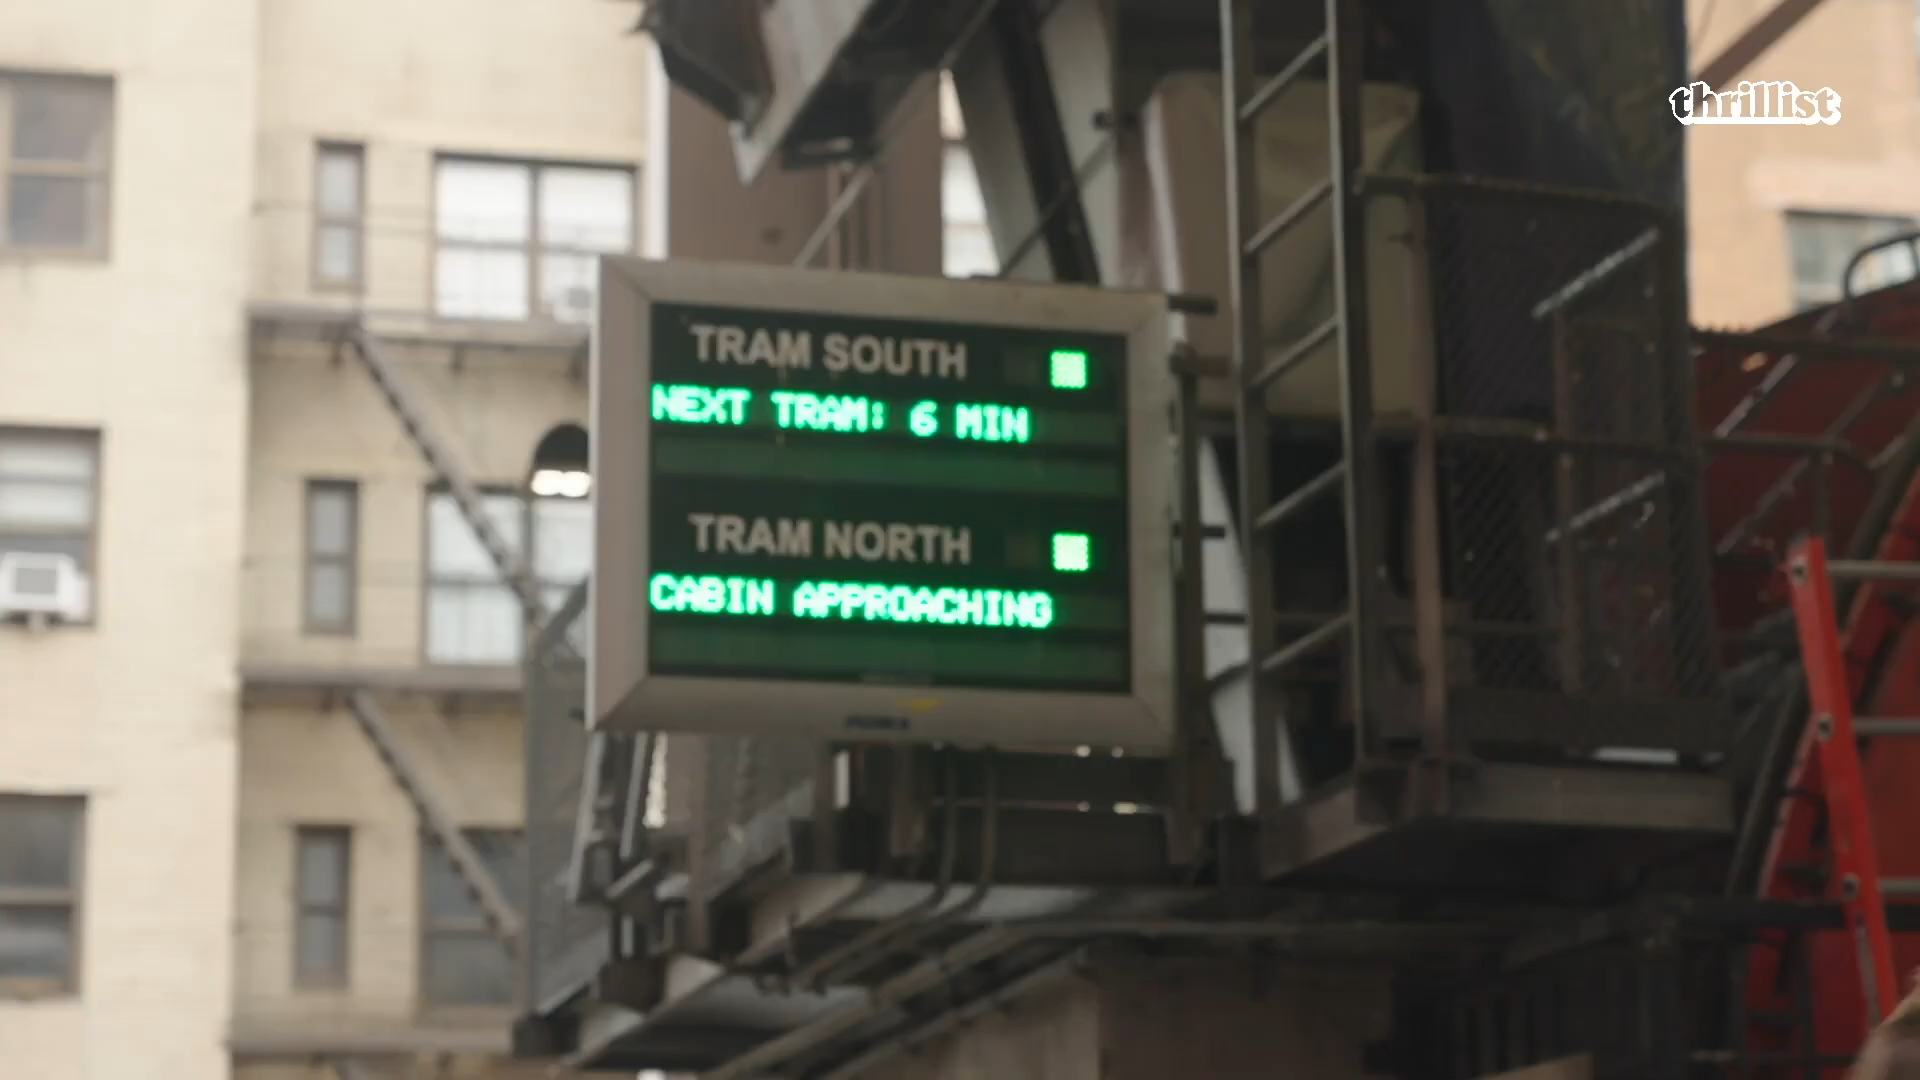 thrillist
TRAM SOUTH
NEXT TRAM: 6 MIN
TRAM NORTH
CABIN APPROACHING